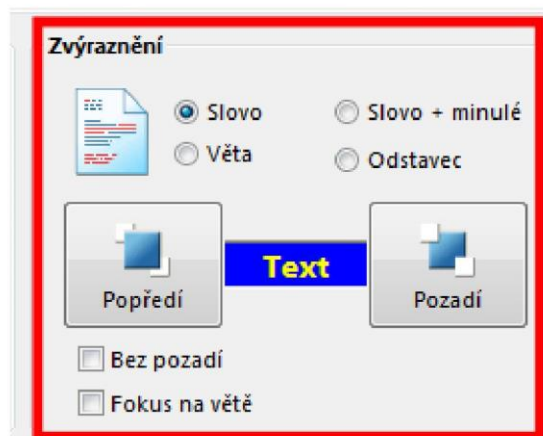 Zvýraznění
Slovo Slovo + minulé
Věta Odstavec
Text
Popředí Pozadí
Bez pozadí
Fokus na větě